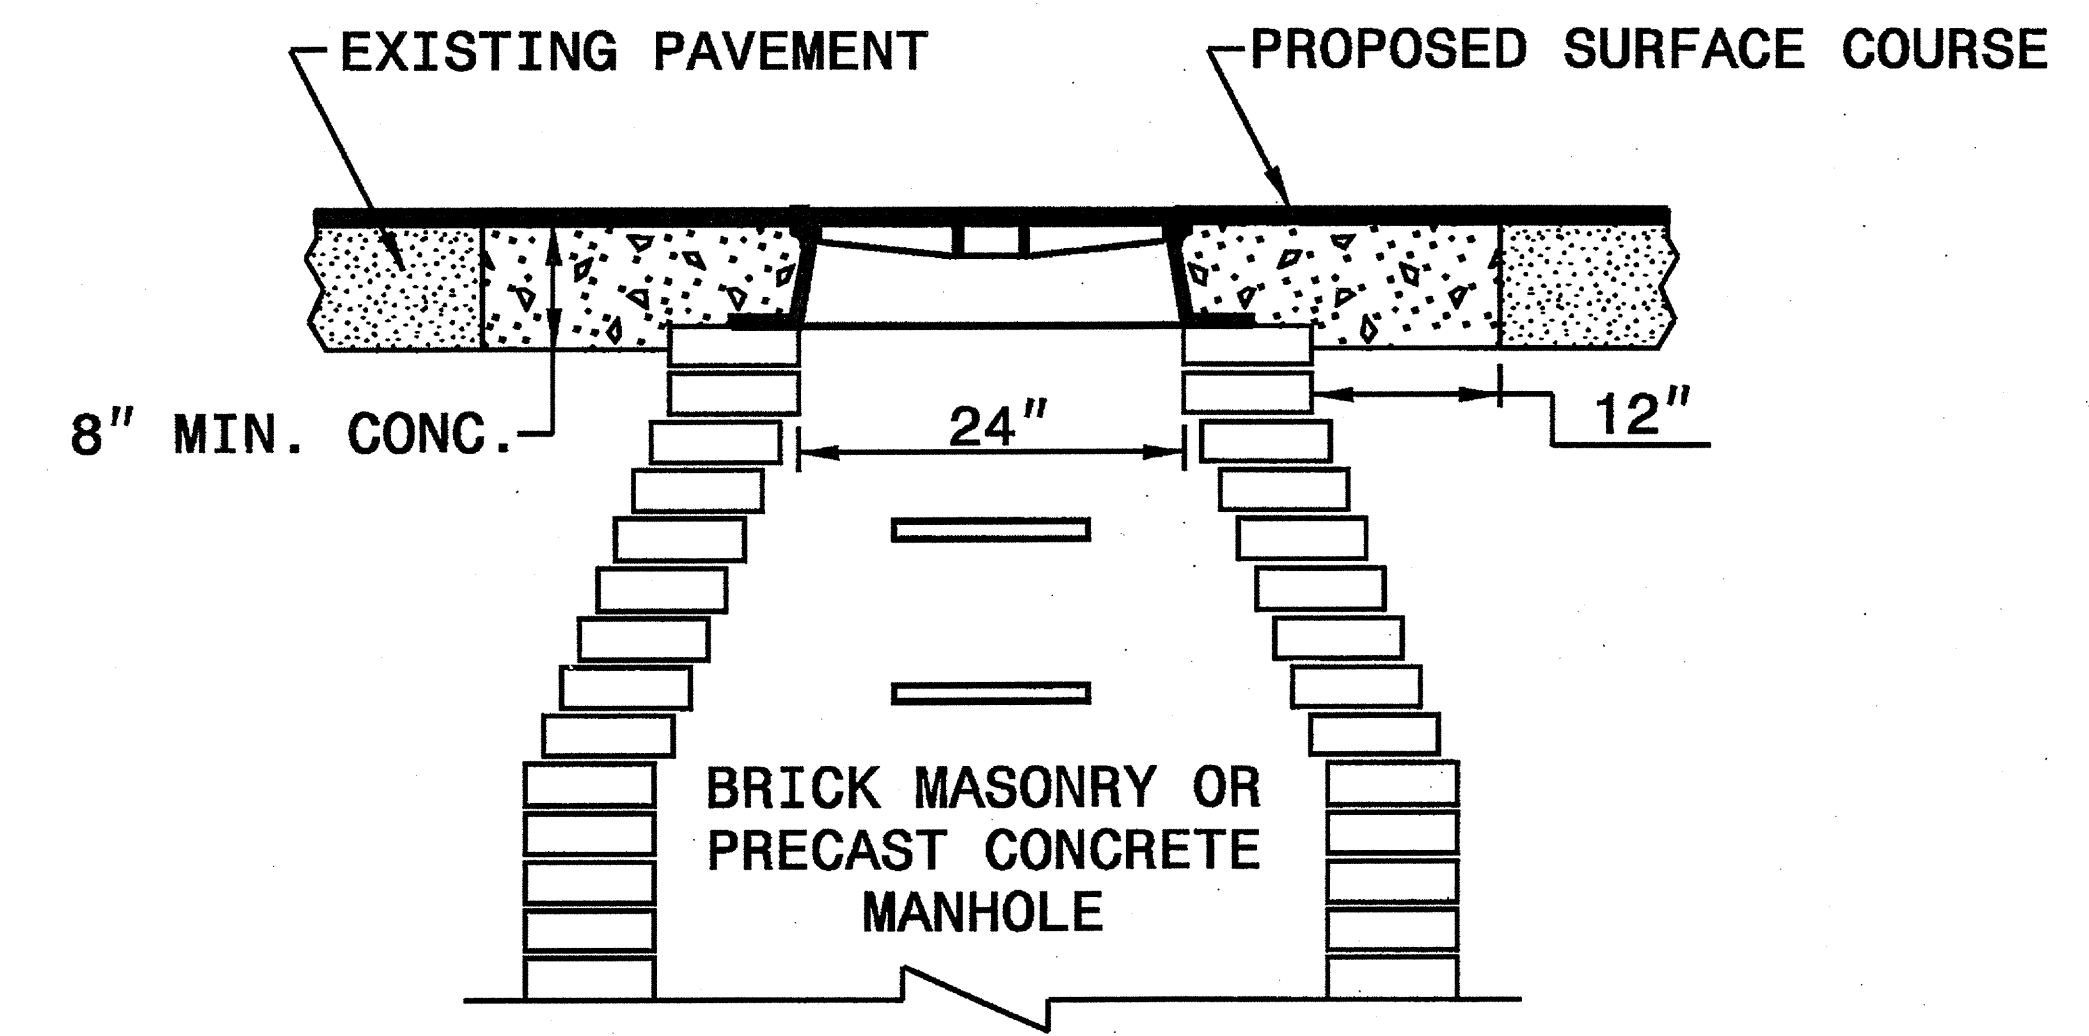 EXISTING PAVEMENT
PROPOSED SURFACE COURSE
8" MIN. CONC.
24"
12"
BRICK MASONRY OR
PRECAST CONCRETE
MANHOLE